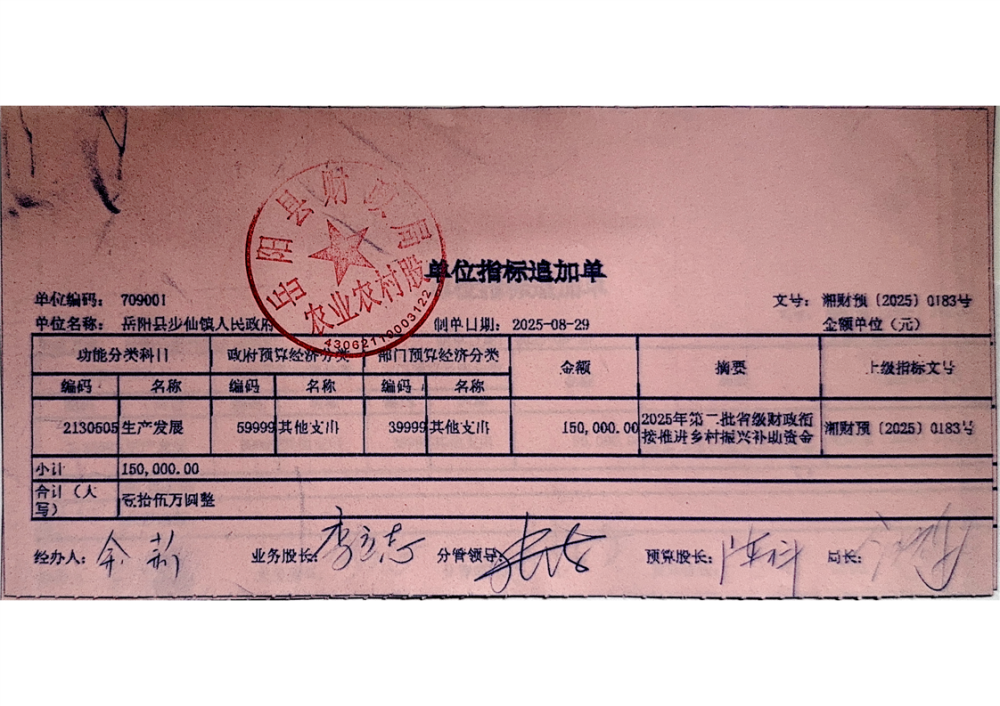 岳阳县财政局
农业农村股
43062110003122
单位指标追加单
单位编码: 709001 文号: 湘财预〔2025〕0183号
单位名称: 岳阳县步仙镇人民政府 制单日期: 2025-08-29 金额单位（元）
功能分类科目 政府预算经济分类 部门预算经济分类 金额 摘要 上级指标文号
编码 名称 编码 名称 编码 名称
2130505 生产发展 59999 其他支出 39999 其他支出 150,000.00 2025年第二批省级财政衔 湘财预〔2025〕0183号
接推进乡村振兴补助资金
小计 150,000.00
合计（大 壹拾伍万圆整
写）
经办人: 余 业务股长: 李立志 分管领导: 预算股长: 局长: